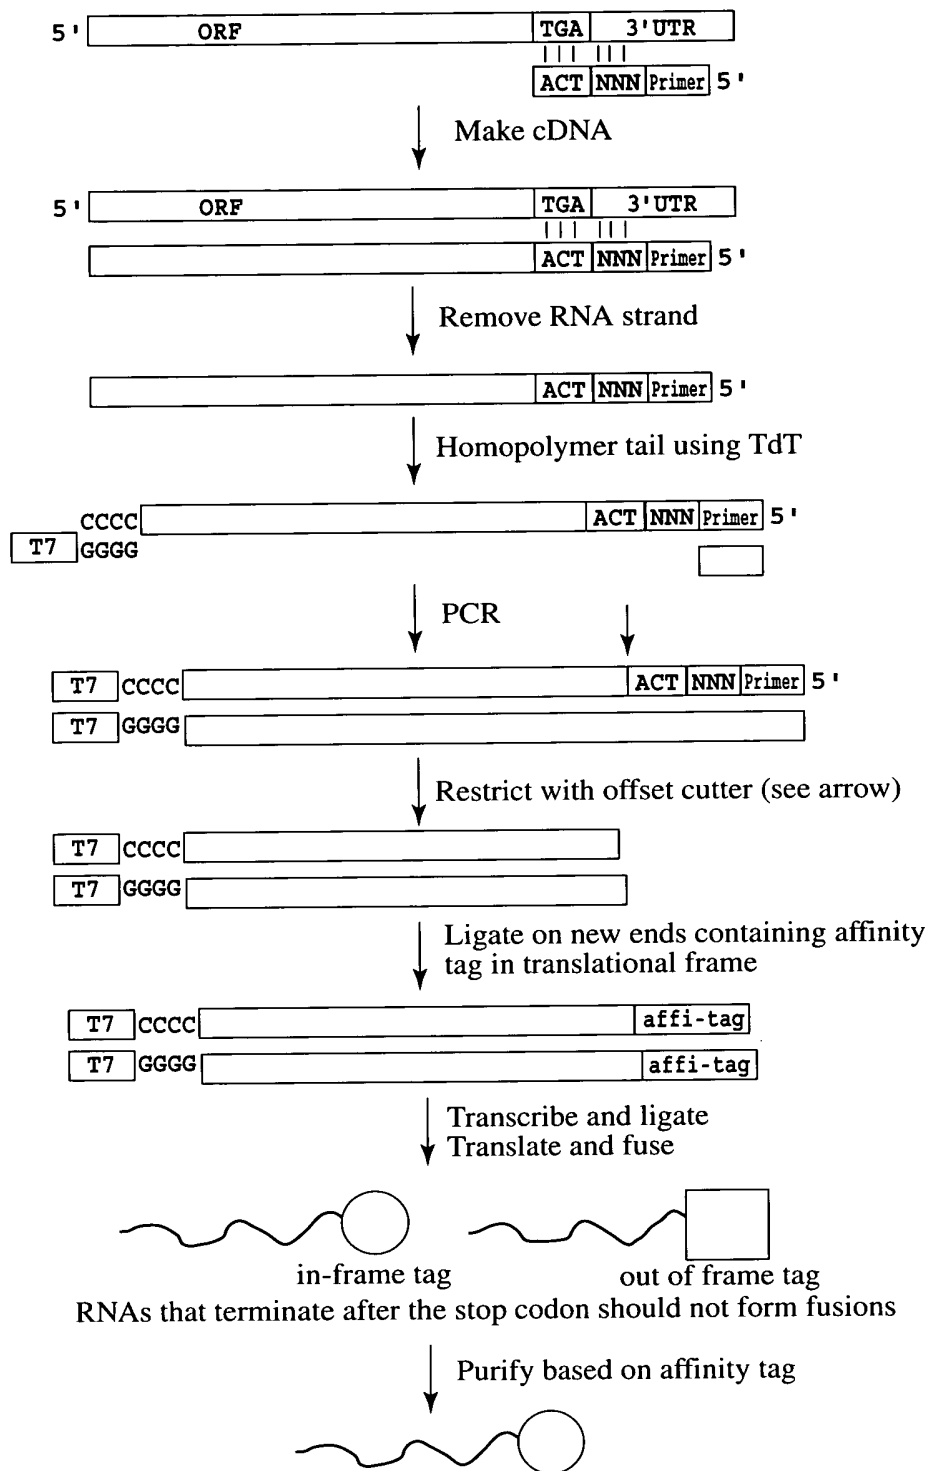 5' ORF TGA 3'UTR
ACT NNN Primer 5'
Make cDNA
5' ORF TGA 3'UTR
ACT NNN Primer 5'
Remove RNA strand
ACT NNN Primer 5'
Homopolymer tail using TdT
CCCC ACT NNN Primer 5'
T7 GGGG
PCR
T7 CCCC ACT NNN Primer 5'
T7 GGGG
Restrict with offset cutter (see arrow)
T7 CCCC
T7 GGGG
Ligate on new ends containing affinity
tag in translational frame
T7 CCCC affi-tag
T7 GGGG affi-tag
Transcribe and ligate
Translate and fuse
in-frame tag out of frame tag
RNAs that terminate after the stop codon should not form fusions
Purify based on affinity tag